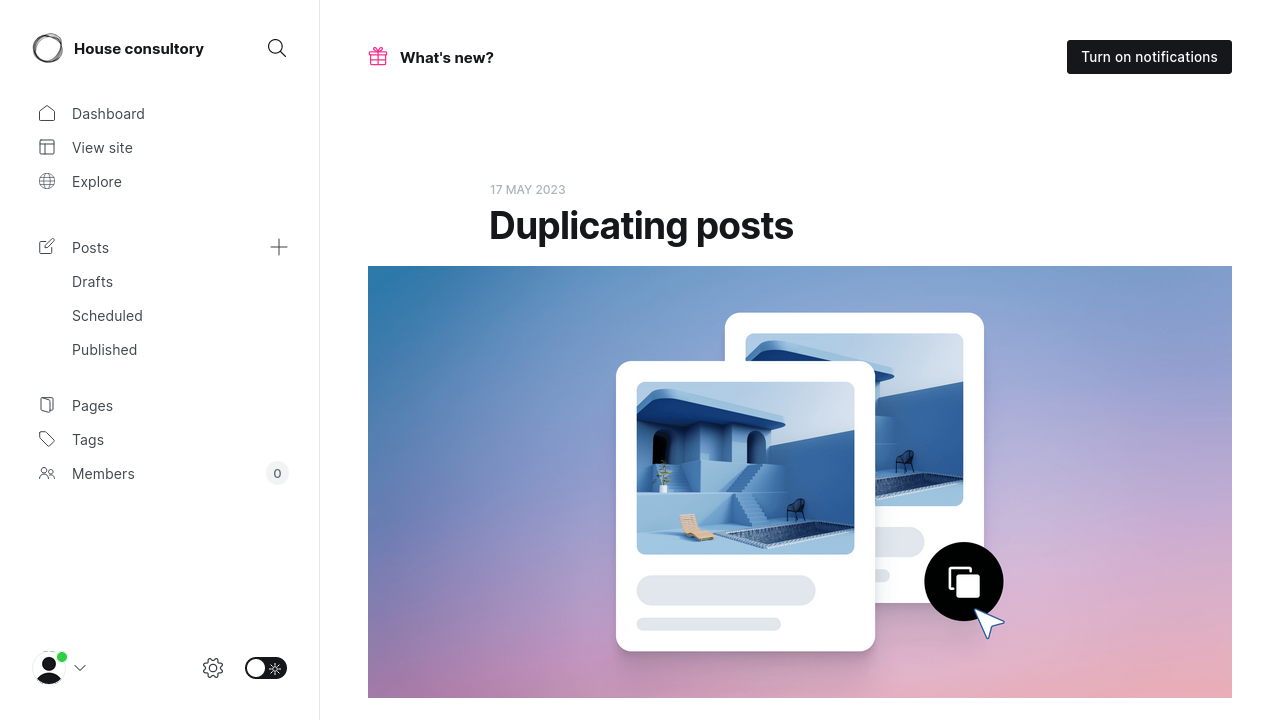 House consultory
Dashboard
View site
Explore
Posts
Drafts
Scheduled
Published
Pages
Tags
Members
0
What's new?
Turn on notifications
17 MAY 2023
Duplicating posts